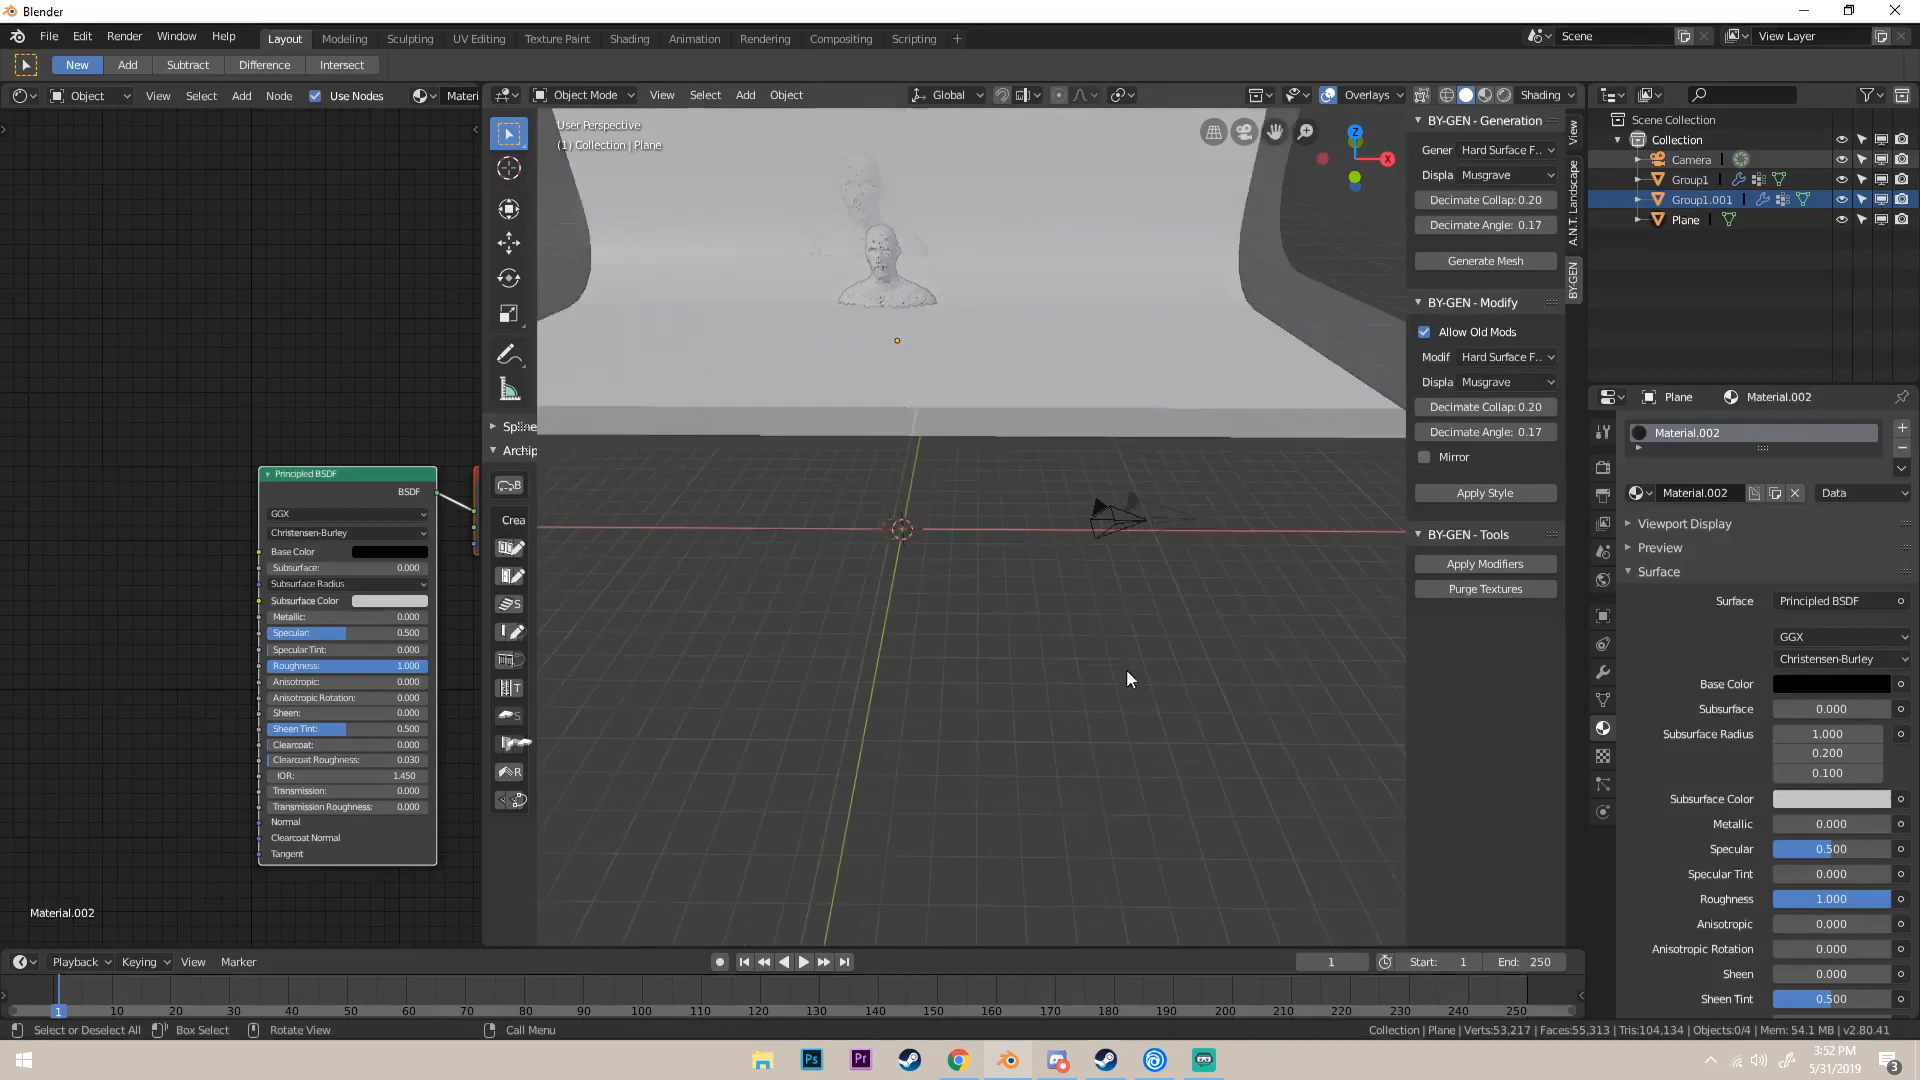 Blender
File Edit Render Window Help Layout Modeling Sculpting UV Editing Texture Paint Shading Animation Rendering Compositing Scripting + Scene View Layer
New Add Subtract Difference Intersect
Object View Select Add Node Use Nodes Materi
Object Mode View Select Add Object Global Overlays Shading
User Perspective
(1) Collection | Plane
Z
X
BY-GEN - Generation
Gener Hard Surface F..
Displa Musgrave
Decimate Collap: 0.20
Decimate Angle: 0.17
Generate Mesh
BY-GEN - Modify
Allow Old Mods
Modif Hard Surface F..
Displa Musgrave
Decimate Collap: 0.20
Decimate Angle: 0.17
Mirror
Apply Style
BY-GEN - Tools
Apply Modifiers
Purge Textures
View
A.N.T. Landscape
BY-GEN
Scene Collection
Collection
Camera
Group1
Group1.001
Plane
Plane Material.002
Material.002
Material.002 Data
Viewport Display
Preview
Surface
Surface Principled BSDF
GGX
Christensen-Burley
Base Color
Subsurface 0.000
Subsurface Radius 1.000
0.200
0.100
Subsurface Color
Metallic 0.000
Specular 0.500
Specular Tint 0.000
Roughness 1.000
Anisotropic 0.000
Anisotropic Rotation 0.000
Sheen 0.000
Sheen Tint 0.500
Archip
B
Crea
S
T
S
R
Principled BSDF
BSDF
GGX
Christensen-Burley
Base Color
Subsurface: 0.000
Subsurface Radius
Subsurface Color
Metallic: 0.000
Specular: 0.500
Specular Tint: 0.000
Roughness: 1.000
Anisotropic: 0.000
Anisotropic Rotation: 0.000
Sheen: 0.000
Sheen Tint: 0.500
Clearcoat: 0.000
Clearcoat Roughness: 0.030
IOR: 1.450
Transmission: 0.000
Transmission Roughness: 0.000
Normal
Clearcoat Normal
Tangent
Material.002
Playback Keying View Marker 1 Start: 1 End: 250
1 10 20 30 40 50 60 70 80 90 100 110 120 130 140 150 160 170 180 190 200 210 220 230 240 250
Select or Deselect All Box Select Rotate View Call Menu Collection | Plane | Verts:53,217 | Faces:55,313 | Tris:104,134 | Objects:0/4 | Mem: 54.1 MB | v2.80.41
Ps Pr
3:52 PM
5/31/2019
3